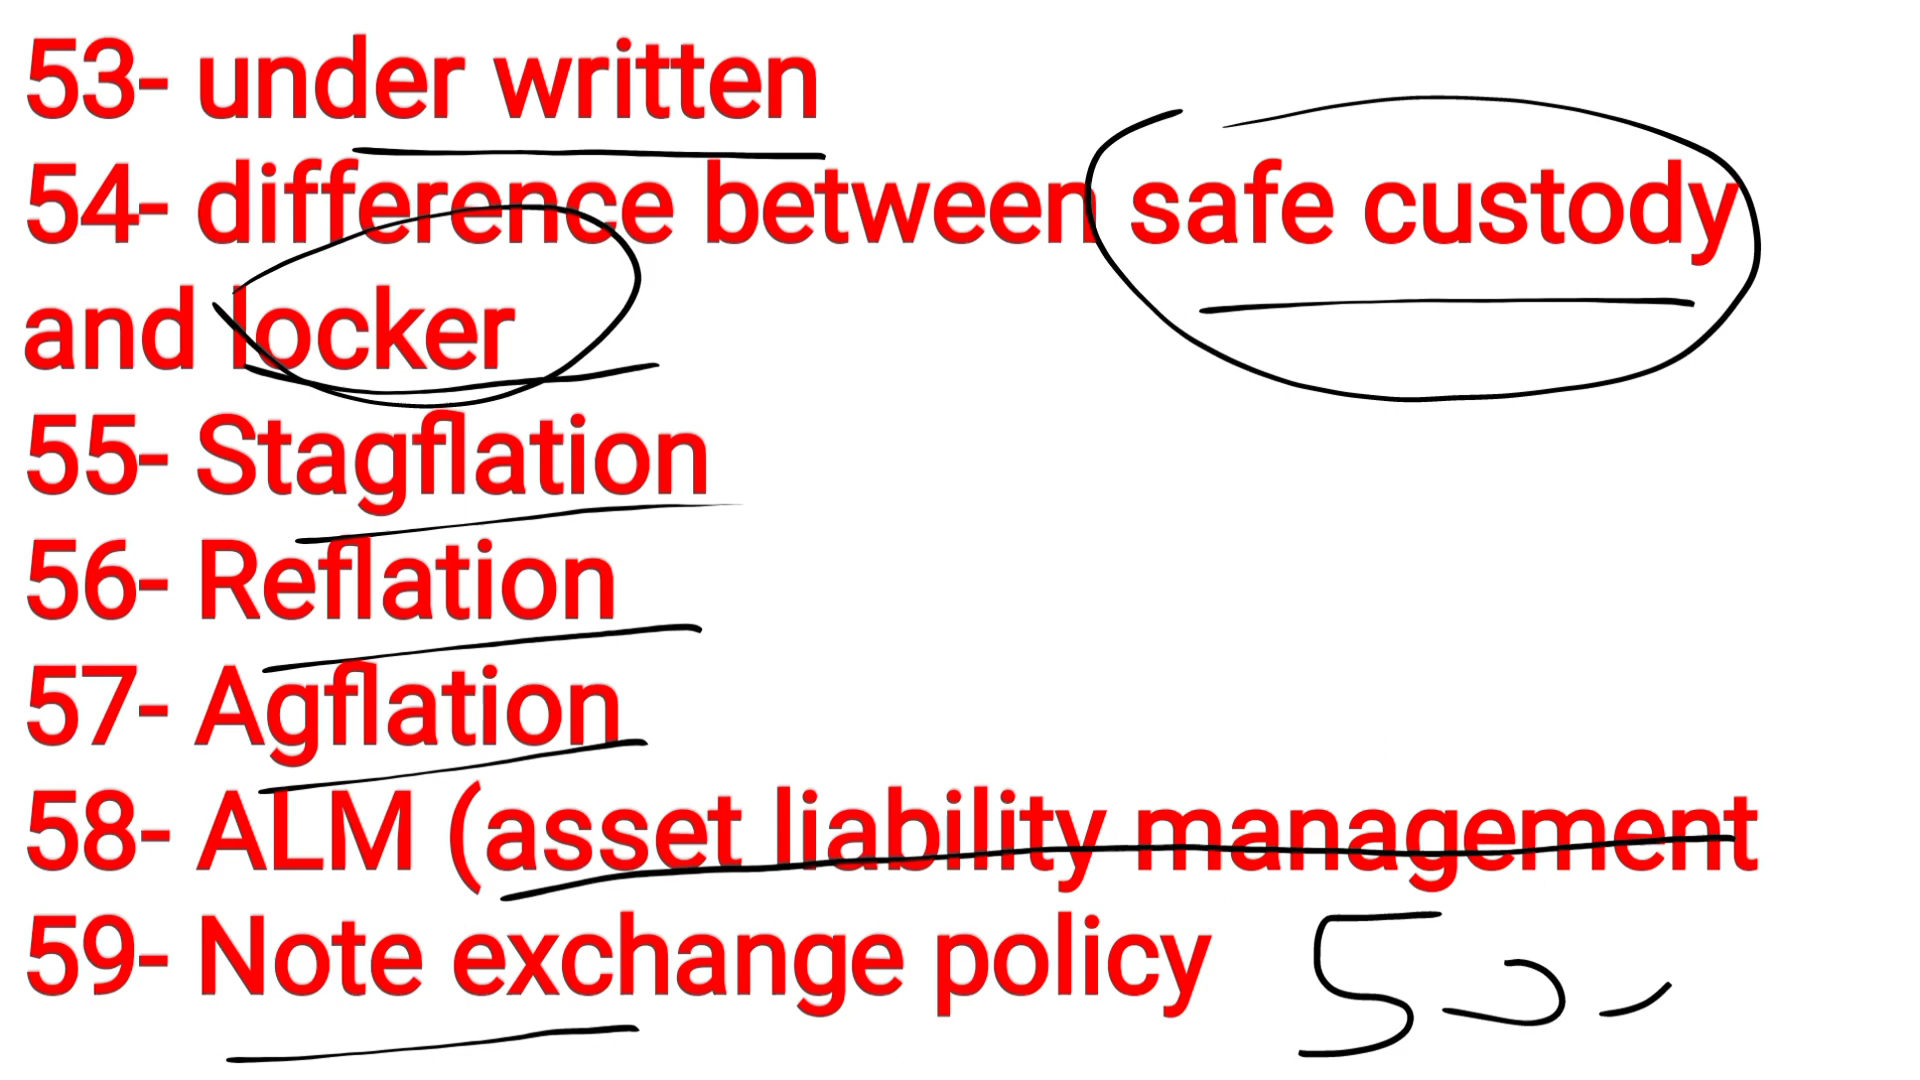 53- under written
54- difference between safe custody
and locker
55- Stagflation
56- Reflation
57- Agflation
58- ALM (asset liability management
59- Note exchange policy